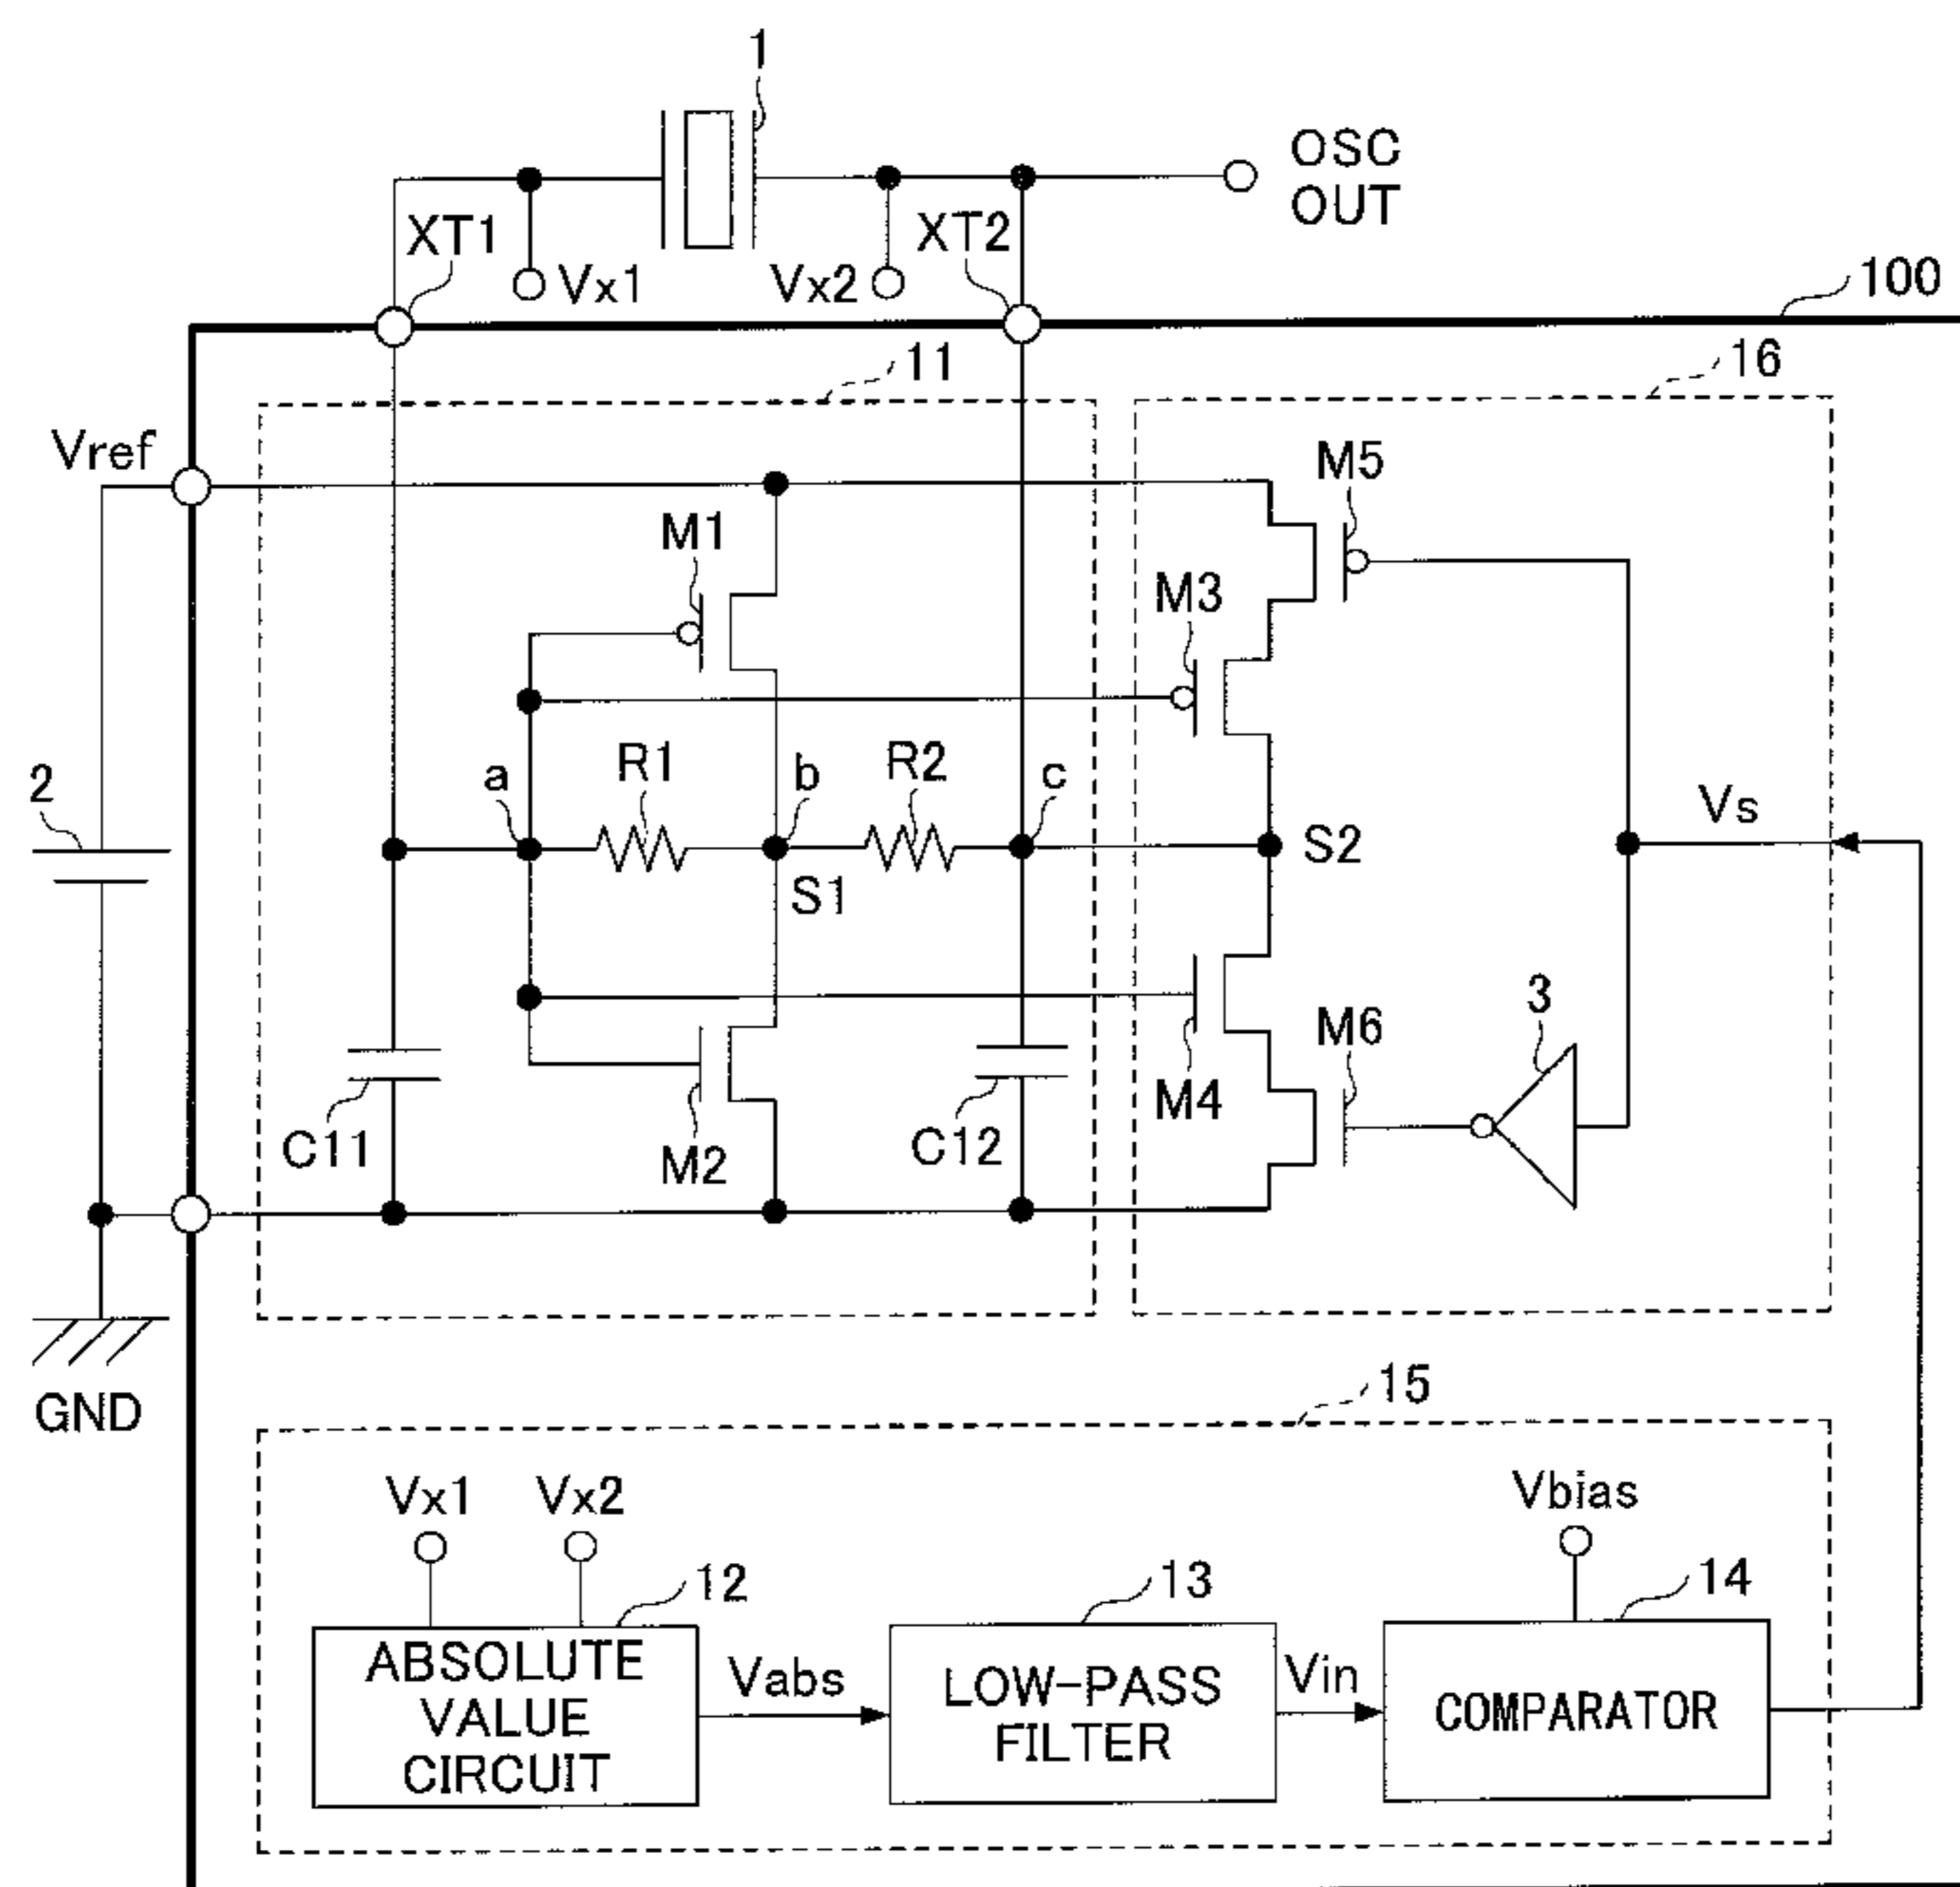 1
OSC
OUT
XT1
Vx1
Vx2
XT2
100
11
16
Vref
M5
M1
M3
2
a
R1
b
R2
c
S1
S2
Vs
3
M6
M4
C11
M2
C12
GND
15
Vx1
Vx2
Vbias
12
13
14
ABSOLUTE
VALUE
CIRCUIT
Vabs
LOW-PASS
FILTER
Vin
COMPARATOR